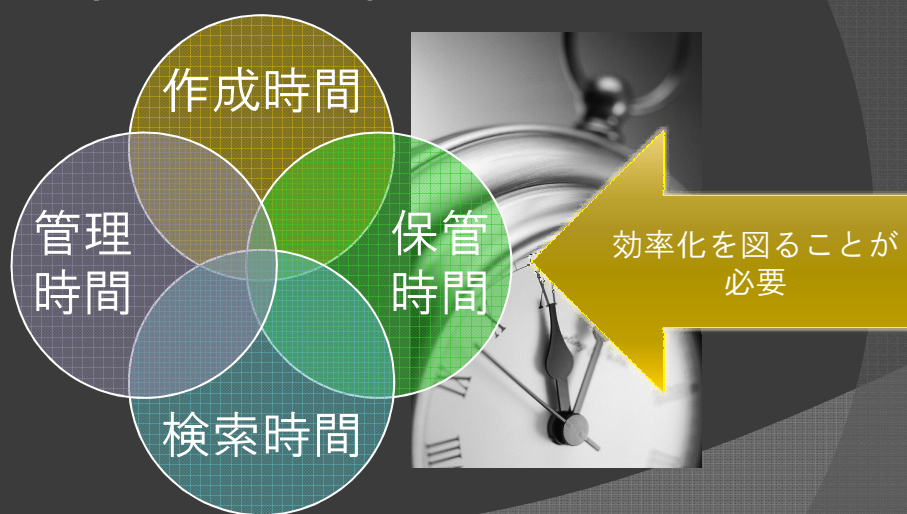 作成時間
管理
時間
保管
時間
検索時間
効率化を図ることが
必要